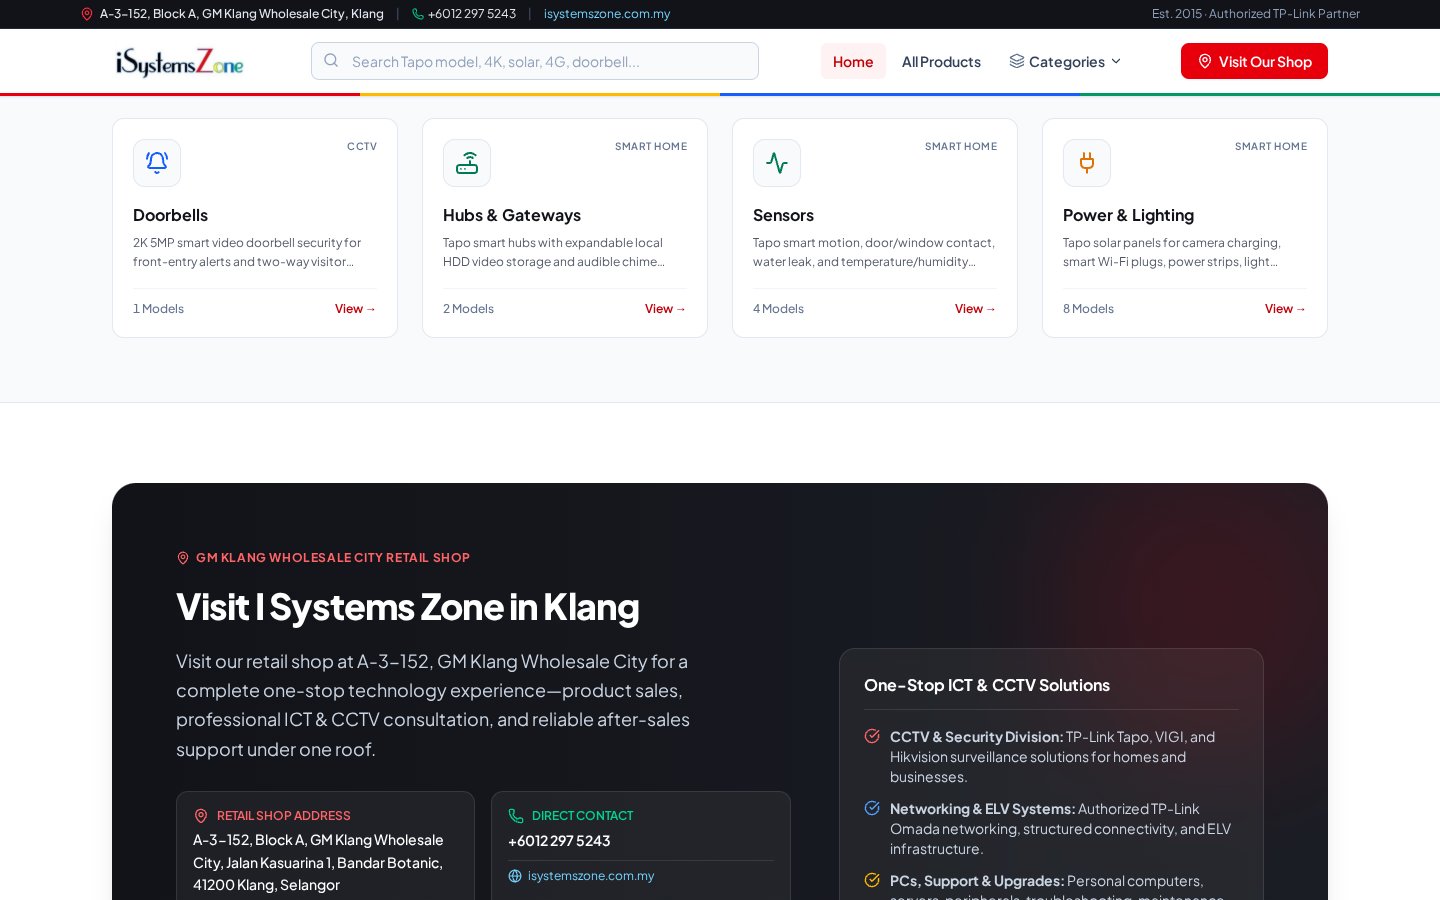 A-3-152, Block A, GM Klang Wholesale City, Klang | +6012 297 5243 | isystemszone.com.my
Est. 2015 · Authorized TP-Link Partner
iSystemsZone
Search Tapo model, 4K, solar, 4G, doorbell...
Home
All Products
Categories
Visit Our Shop
CCTV
Doorbells
2K 5MP smart video doorbell security for
front-entry alerts and two-way visitor...
1 Models
View →
SMART HOME
Hubs & Gateways
Tapo smart hubs with expandable local
HDD video storage and audible chime...
2 Models
View →
SMART HOME
Sensors
Tapo smart motion, door/window contact,
water leak, and temperature/humidity...
4 Models
View →
SMART HOME
Power & Lighting
Tapo solar panels for camera charging,
smart Wi-Fi plugs, power strips, light...
8 Models
View →
GM KLANG WHOLESALE CITY RETAIL SHOP
Visit I Systems Zone in Klang
Visit our retail shop at A-3-152, GM Klang Wholesale City for a
complete one-stop technology experience—product sales,
professional ICT & CCTV consultation, and reliable after-sales
support under one roof.
RETAIL SHOP ADDRESS
A-3-152, Block A, GM Klang Wholesale
City, Jalan Kasuarina 1, Bandar Botanic,
41200 Klang, Selangor
DIRECT CONTACT
+6012 297 5243
isystemszone.com.my
One-Stop ICT & CCTV Solutions
CCTV & Security Division: TP-Link Tapo, VIGI, and
Hikvision surveillance solutions for homes and
businesses.
Networking & ELV Systems: Authorized TP-Link
Omada networking, structured connectivity, and ELV
infrastructure.
PCs, Support & Upgrades: Personal computers,
servers, peripherals, troubleshooting, maintenance,